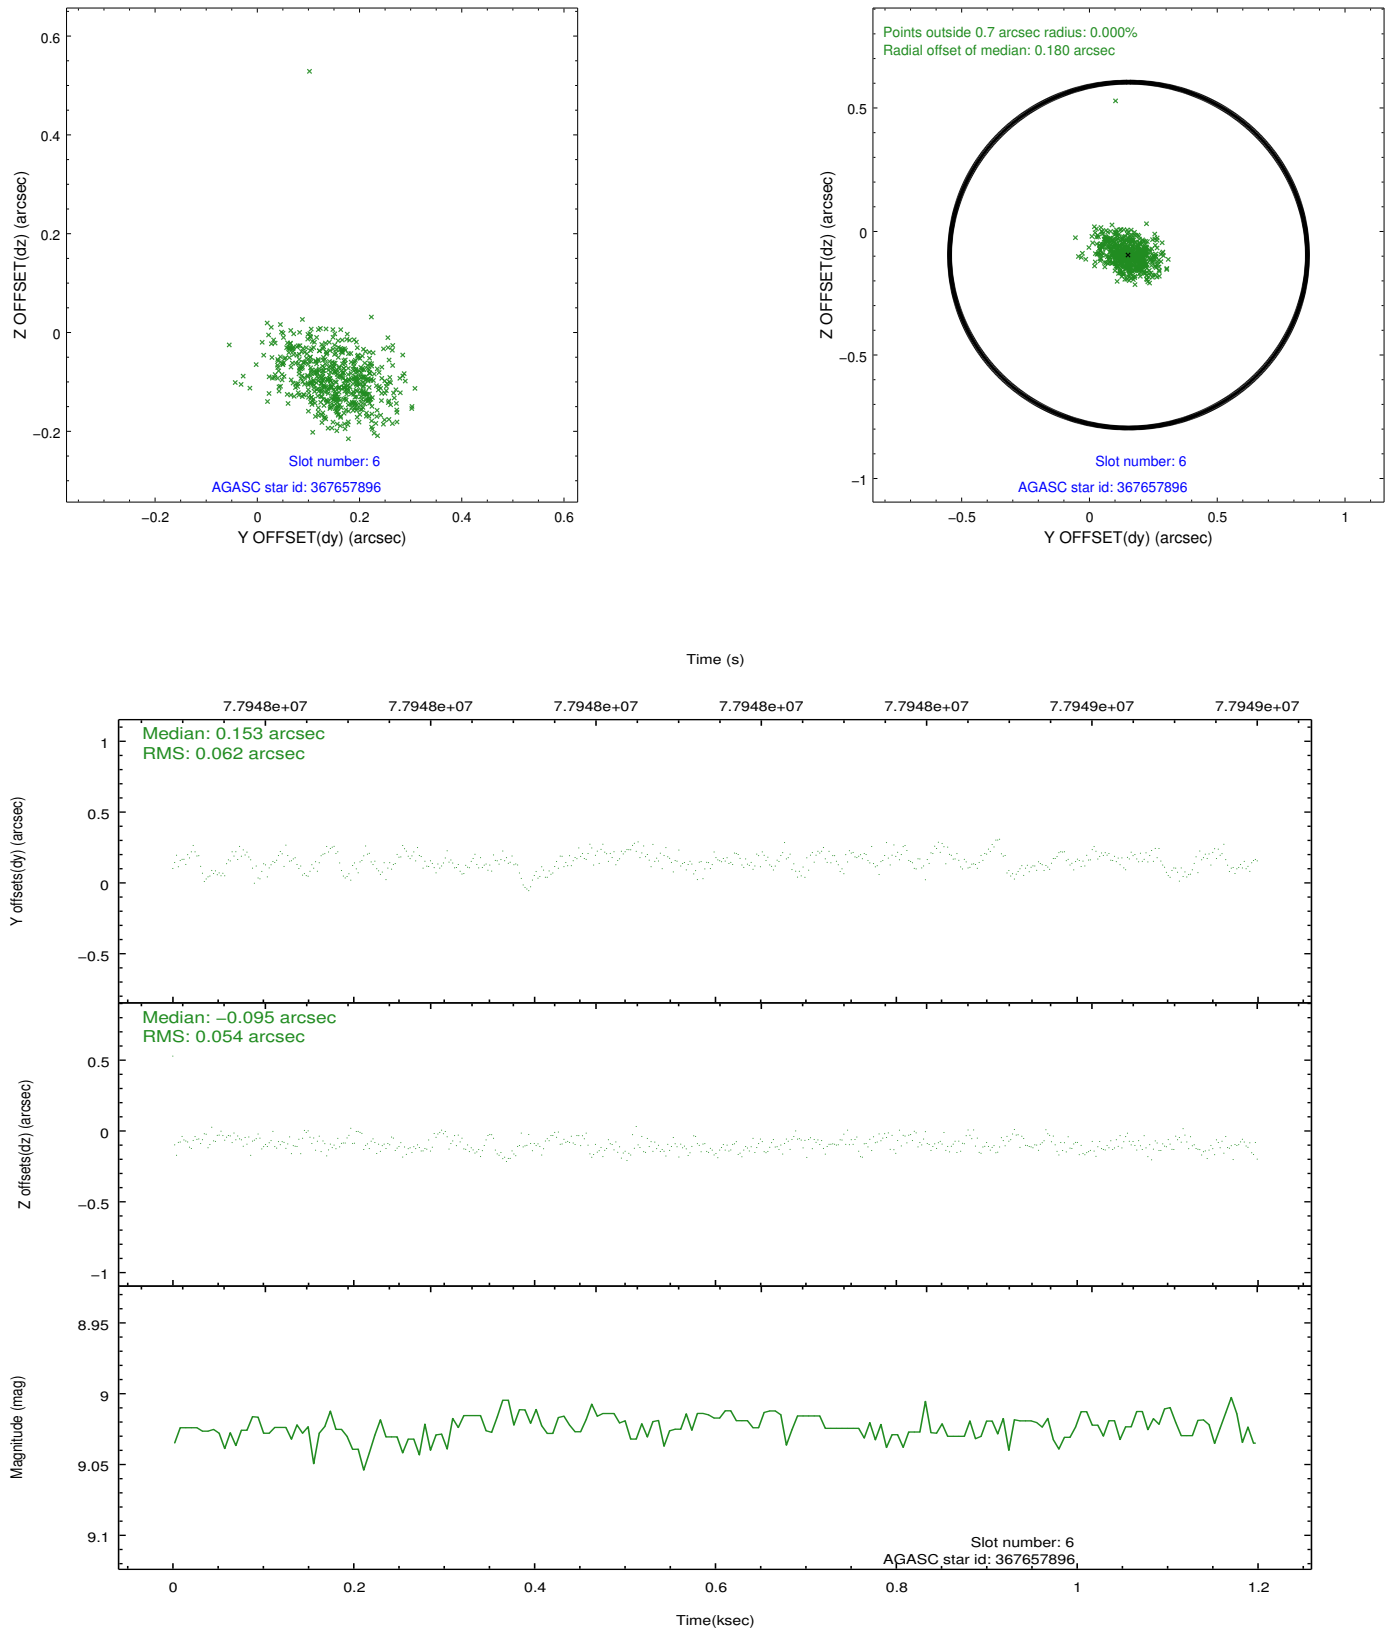 0.6
0.4
0.2
0
−0.2
Z OFFSET(dz) (arcsec)
Slot number: 6
AGASC star id: 367657896
−0.2 0 0.2 0.4 0.6
Y OFFSET(dy) (arcsec)
Points outside 0.7 arcsec radius: 0.000%
Radial offset of median: 0.180 arcsec
0.5
0
−0.5
−1
Z OFFSET(dz) (arcsec)
Slot number: 6
AGASC star id: 367657896
−0.5 0 0.5 1
Y OFFSET(dy) (arcsec)
Time (s)
7.7948e+07 7.7948e+07 7.7948e+07 7.7948e+07 7.7948e+07 7.7949e+07 7.7949e+07
Median: 0.153 arcsec
RMS: 0.062 arcsec
1
0.5
0
−0.5
Y offsets(dy) (arcsec)
Median: −0.095 arcsec
RMS: 0.054 arcsec
0.5
0
−0.5
−1
Z offsets(dz) (arcsec)
8.95
9
9.05
9.1
Magnitude (mag)
Slot number: 6
AGASC star id: 367657896
0 0.2 0.4 0.6 0.8 1 1.2
Time(ksec)